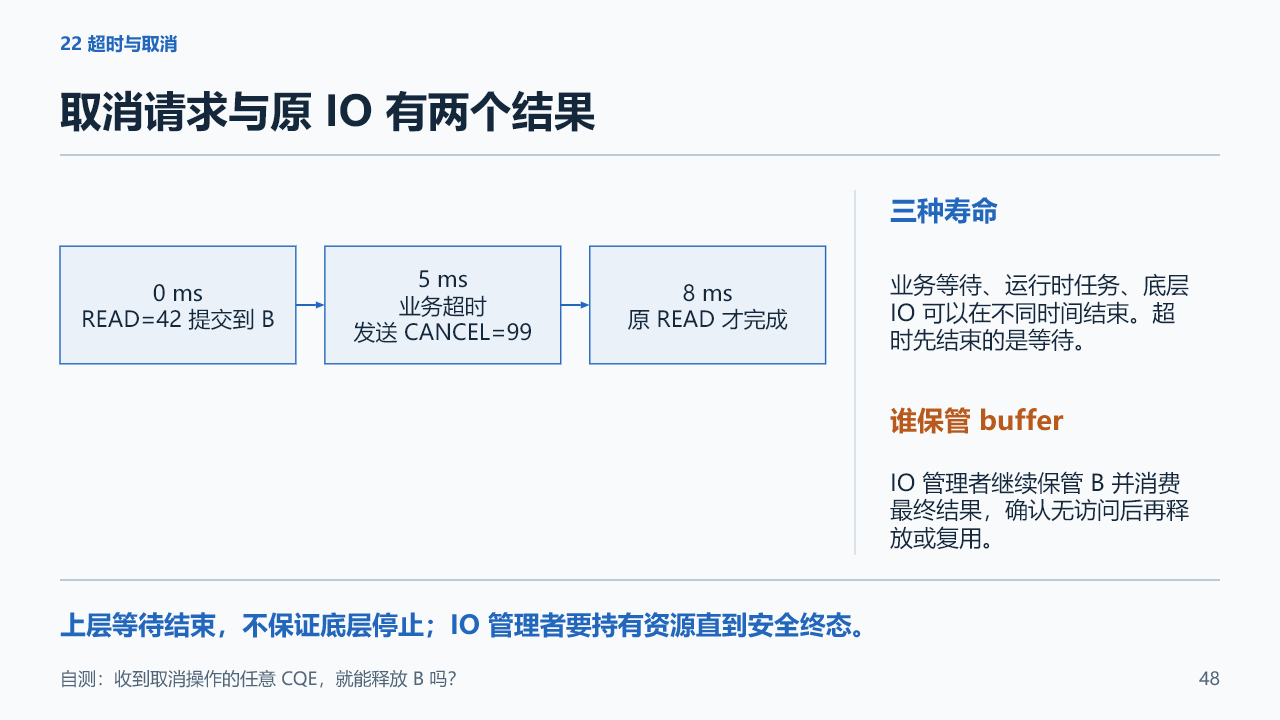 22 超时与取消
取消请求与原 IO 有两个结果
0 ms
READ=42 提交到 B
5 ms
业务超时
发送 CANCEL=99
8 ms
原 READ 才完成
三种寿命
业务等待、运行时任务、底层
IO 可以在不同时间结束。超
时先结束的是等待。
谁保管 buffer
IO 管理者继续保管 B 并消费
最终结果，确认无访问后再释
放或复用。
上层等待结束，不保证底层停止；IO 管理者要持有资源直到安全终态。
自测：收到取消操作的任意 CQE，就能释放 B 吗？
48